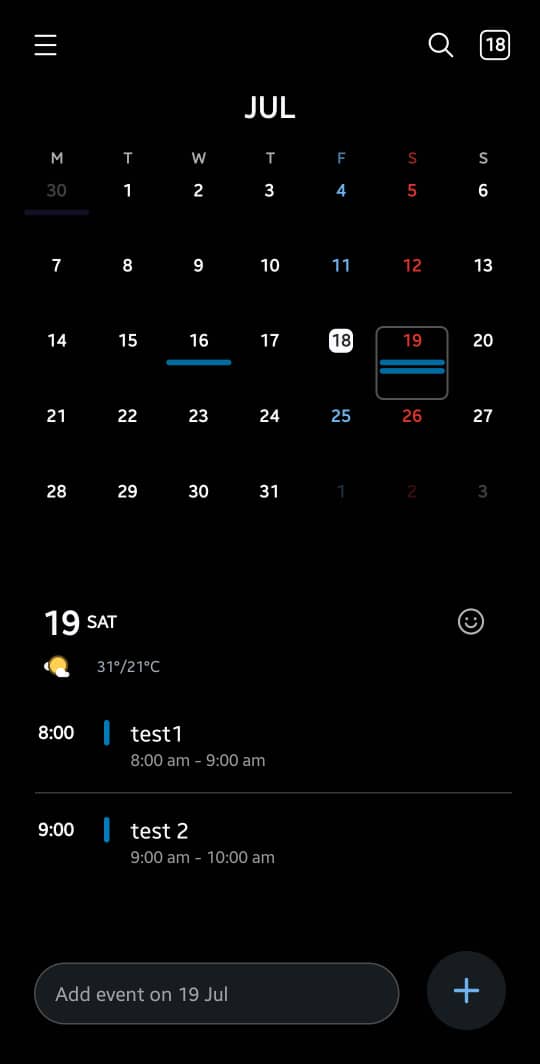 18
JUL
M T W T F S S
30 1 2 3 4 5 6
7 8 9 10 11 12 13
14 15 16 17 18 19 20
21 22 23 24 25 26 27
28 29 30 31 1 2 3
19 SAT
31°/21°C
8:00 test1
8:00 am - 9:00 am
9:00 test 2
9:00 am - 10:00 am
Add event on 19 Jul